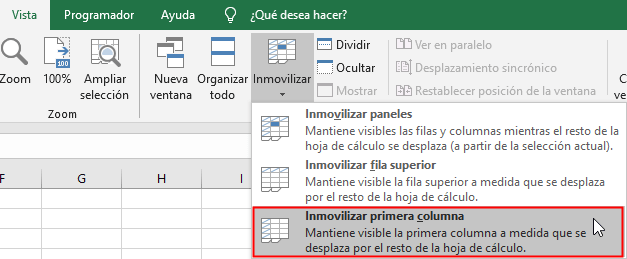 Vista Programador Ayuda ¿Qué desea hacer?
Zoom 100% Ampliar selección
Zoom
Nueva ventana Organizar todo Inmovilizar
Dividir
Ocultar
Mostrar
Ver en paralelo
Desplazamiento sincrónico
Restablecer posición de la ventana
C
v
Inmovilizar paneles
Mantiene visibles las filas y columnas mientras el resto de la
hoja de cálculo se desplaza (a partir de la selección actual).
Inmovilizar fila superior
Mantiene visible la fila superior a medida que se desplaza
por el resto de la hoja de cálculo.
Inmovilizar primera columna
Mantiene visible la primera columna a medida que se
desplaza por el resto de la hoja de cálculo.
F G H I